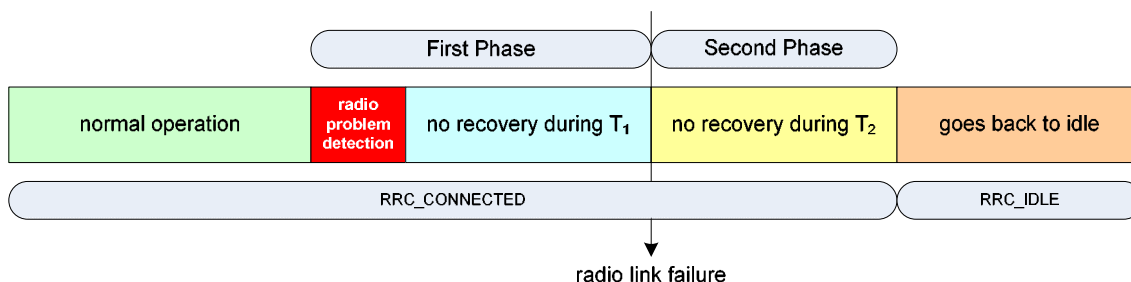 First Phase
Second Phase
normal operation
radio
problem
detection
no recovery during T₁
no recovery during T₂
goes back to idle
RRC_CONNECTED
RRC_IDLE
radio link failure